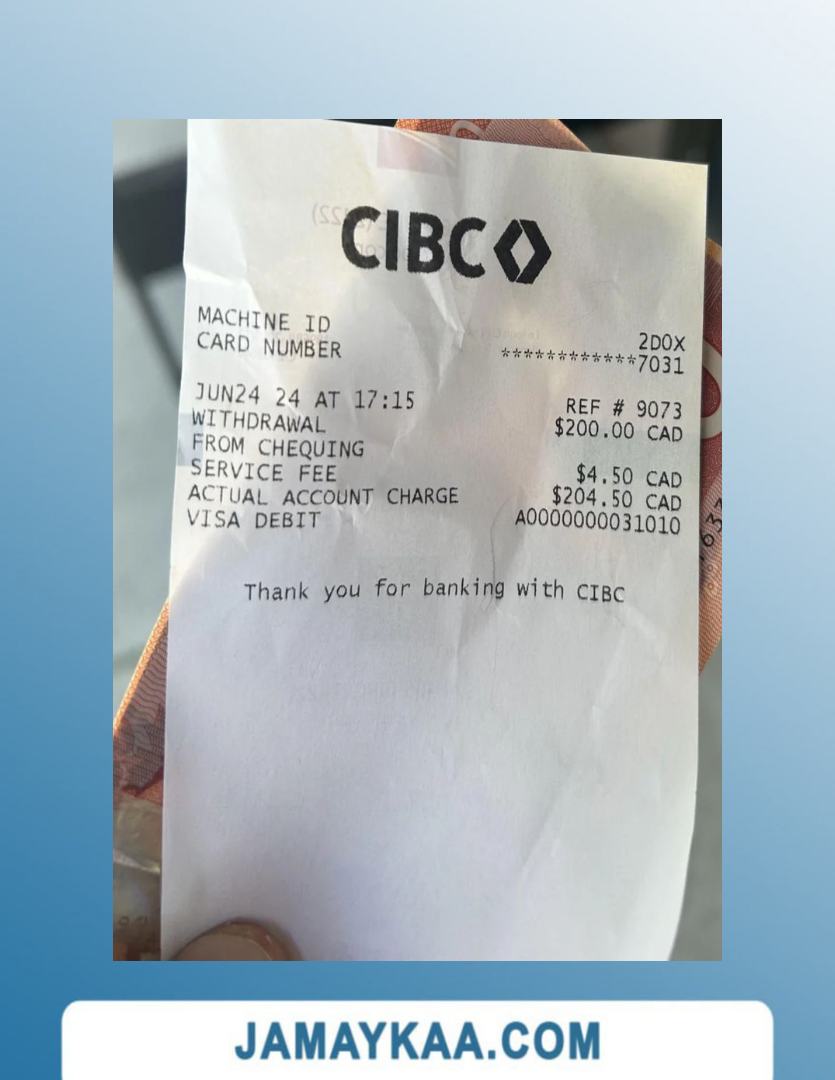 CIBC
MACHINE ID 2DOX
CARD NUMBER ************7031
JUN24 24 AT 17:15 REF # 9073
WITHDRAWAL $200.00 CAD
FROM CHEQUING
SERVICE FEE $4.50 CAD
ACTUAL ACCOUNT CHARGE $204.50 CAD
VISA DEBIT A0000000031010
Thank you for banking with CIBC
JAMAYKAA.COM